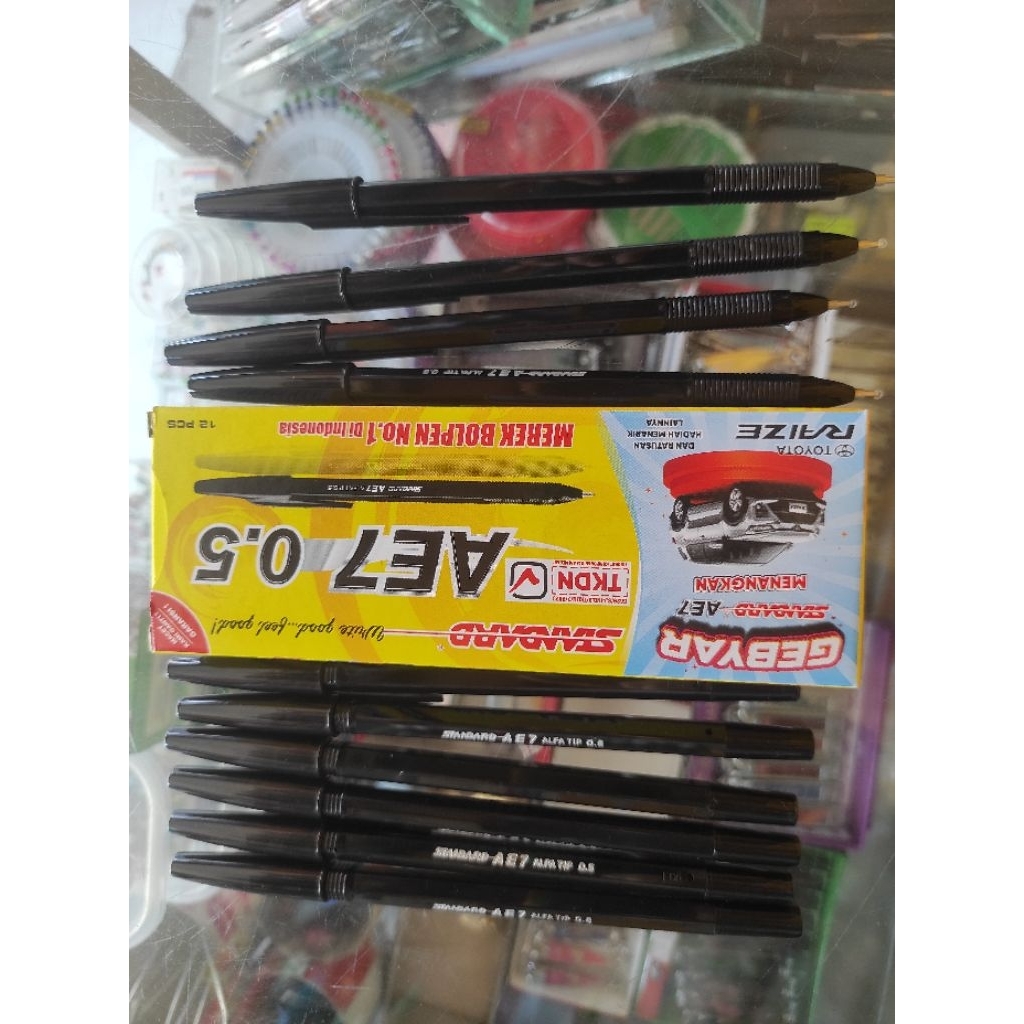 STANDARD-AE7 ALFA TIP 0.5
GEBYAR
STANDARD AE7
MENANGKAN
TOYOTA
RAIZE
DAN RATUSAN
HADIAH MENARIK
LAINNYA
STANDARD
Write good...feel good!
TKDN
AE7 0.5
STANDARD AE7
MEREK BOLPEN NO.1 Di Indonesia
12 PCS
STANDARD-AE7 ALFA TIP 0.5
STANDARD-AE7 ALFA TIP 0.5
STANDARD-AE7 ALFA TIP 0.5